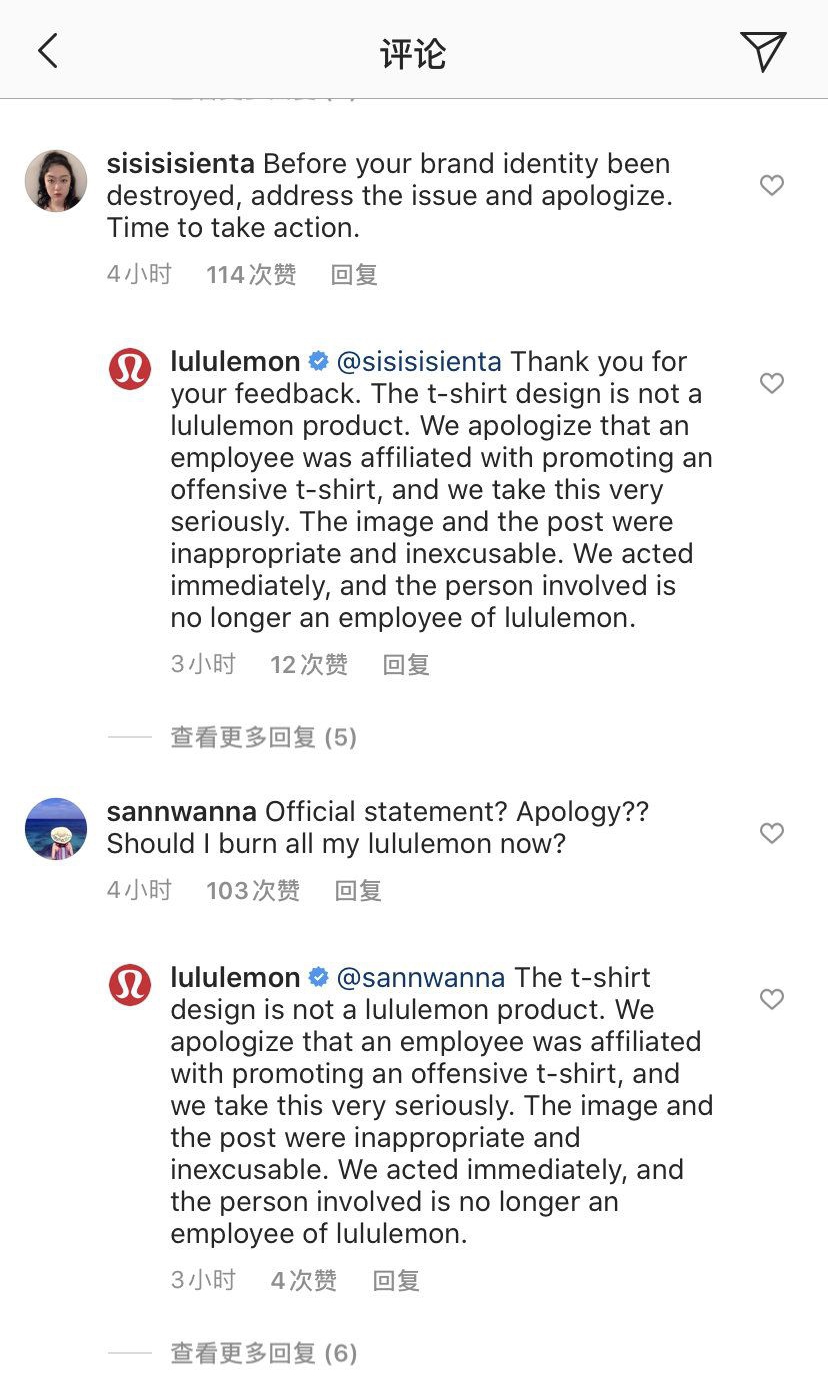 评论
sisisisienta Before your brand identity been
destroyed, address the issue and apologize.
Time to take action.
4小时 114次赞 回复
lululemon @sisisisienta Thank you for
your feedback. The t-shirt design is not a
lululemon product. We apologize that an
employee was affiliated with promoting an
offensive t-shirt, and we take this very
seriously. The image and the post were
inappropriate and inexcusable. We acted
immediately, and the person involved is
no longer an employee of lululemon.
3小时 12次赞 回复
查看更多回复 (5)
sannwanna Official statement? Apology??
Should I burn all my lululemon now?
4小时 103次赞 回复
lululemon @sannwanna The t-shirt
design is not a lululemon product. We
apologize that an employee was affiliated
with promoting an offensive t-shirt, and
we take this very seriously. The image and
the post were inappropriate and
inexcusable. We acted immediately, and
the person involved is no longer an
employee of lululemon.
3小时 4次赞 回复
查看更多回复 (6)